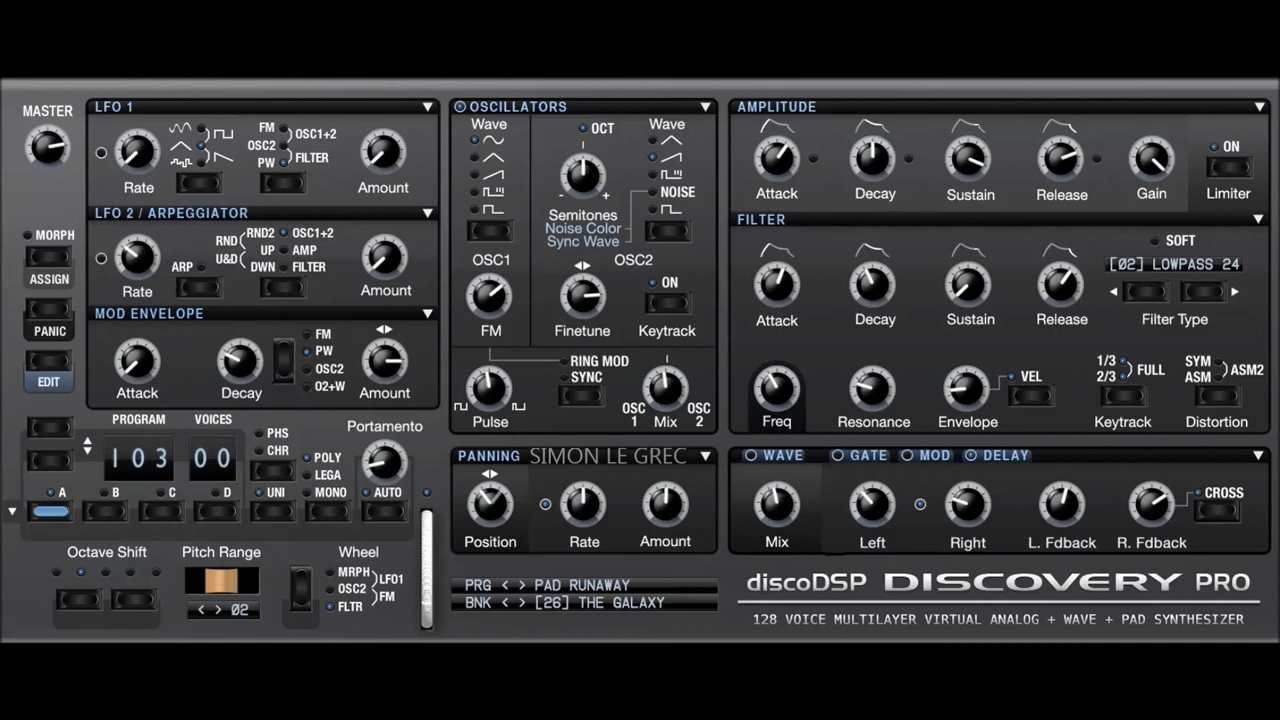 MASTER
LFO 1
Rate
FM
OSC2
PW
OSC1+2
FILTER
Amount
LFO 2 / ARPEGGIATOR
MORPH
ASSIGN
PANIC
EDIT
Rate
ARP
RND
U&D
RND2
UP
DWN
OSC1+2
AMP
FILTER
Amount
MOD ENVELOPE
Attack
Decay
FM
PW
OSC2
O2+W
Amount
PROGRAM
VOICES
103
00
PHS
CHR
POLY
LEGA
Portamento
A
B
C
D
UNI
MONO
AUTO
Octave Shift
Pitch Range
< > 02
Wheel
MRPH
OSC2
FLTR
LFO1
FM
OSCILLATORS
Wave
OCT
Wave
NOISE
- +
Semitones
Noise Color
Sync Wave
OSC1
OSC2
FM
Finetune
ON
Keytrack
RING MOD
SYNC
Pulse
OSC
1
Mix
OSC
2
PANNING
SIMON LE GREC
Position
Rate
Amount
PRG < > PAD RUNAWAY
BNK < > [26] THE GALAXY
AMPLITUDE
Attack
Decay
Sustain
Release
Gain
ON
Limiter
FILTER
SOFT
[02] LOWPASS 24
Attack
Decay
Sustain
Release
Filter Type
Freq
Resonance
Envelope
VEL
1/3
2/3
FULL
Keytrack
SYM
ASM
ASM2
Distortion
WAVE
GATE
MOD
DELAY
Mix
Left
Right
L. Fdback
R. Fdback
CROSS
discoDSP DISCOVERY PRO
128 VOICE MULTILAYER VIRTUAL ANALOG + WAVE + PAD SYNTHESIZER